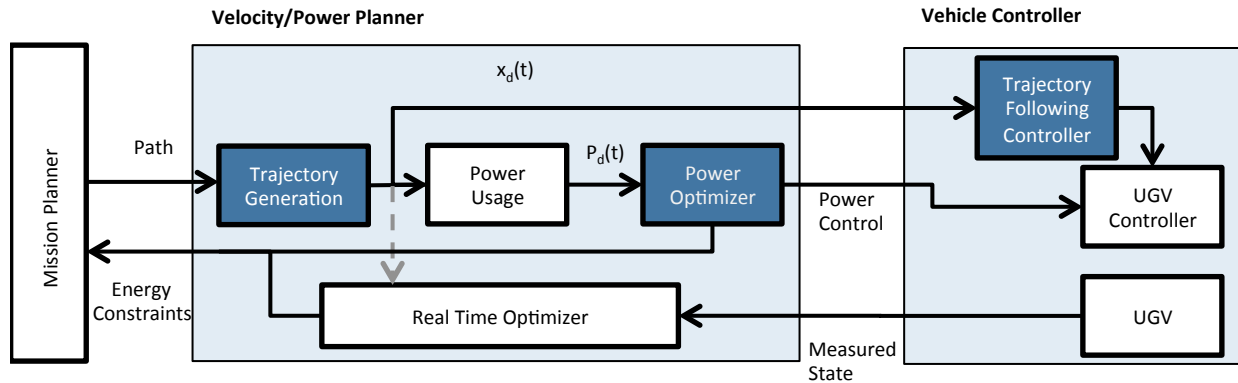 Velocity/Power Planner
Vehicle Controller
Mission Planner
x_d(t)
Trajectory
Following
Controller
Path
Trajectory
Generation
Power
Usage
P_d(t)
Power
Optimizer
Power
Control
UGV
Controller
Energy
Constraints
Real Time Optimizer
Measured
State
UGV